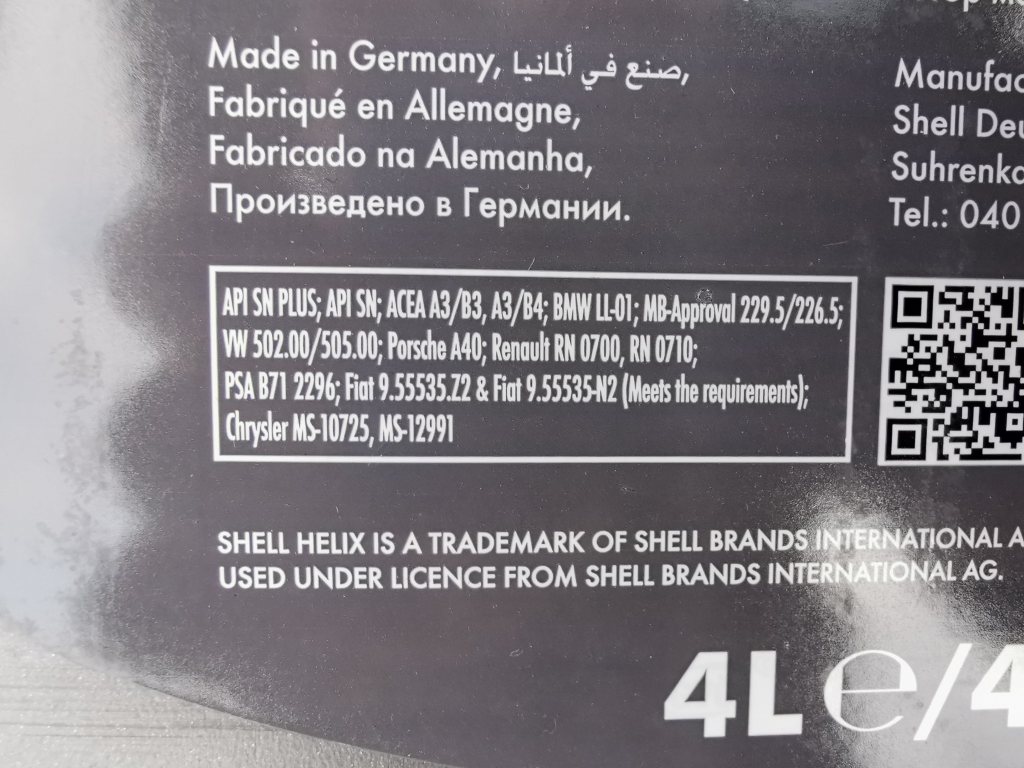 Made in Germany, صنع في ألمانيا,
Fabriqué en Allemagne,
Fabricado na Alemanha,
Произведено в Германии.
Shell
Tel.: 040
API SN PLUS; API SN; ACEA A3/B3, A3/B4; BMW LL-01; MB-Approval 229.5/226.5;
VW 502.00/505.00; Porsche A40; Renault RN 0700, RN 0710;
PSA B71 2296; Fiat 9.55535.Z2 & Fiat 9.55535-N2 (Meets the requirements);
Chrysler MS-10725, MS-12991
SHELL HELIX IS A TRADEMARK OF SHELL BRANDS INTERNATIONAL
USED UNDER LICENCE FROM SHELL BRANDS INTERNATIONAL AG.
4L e/4